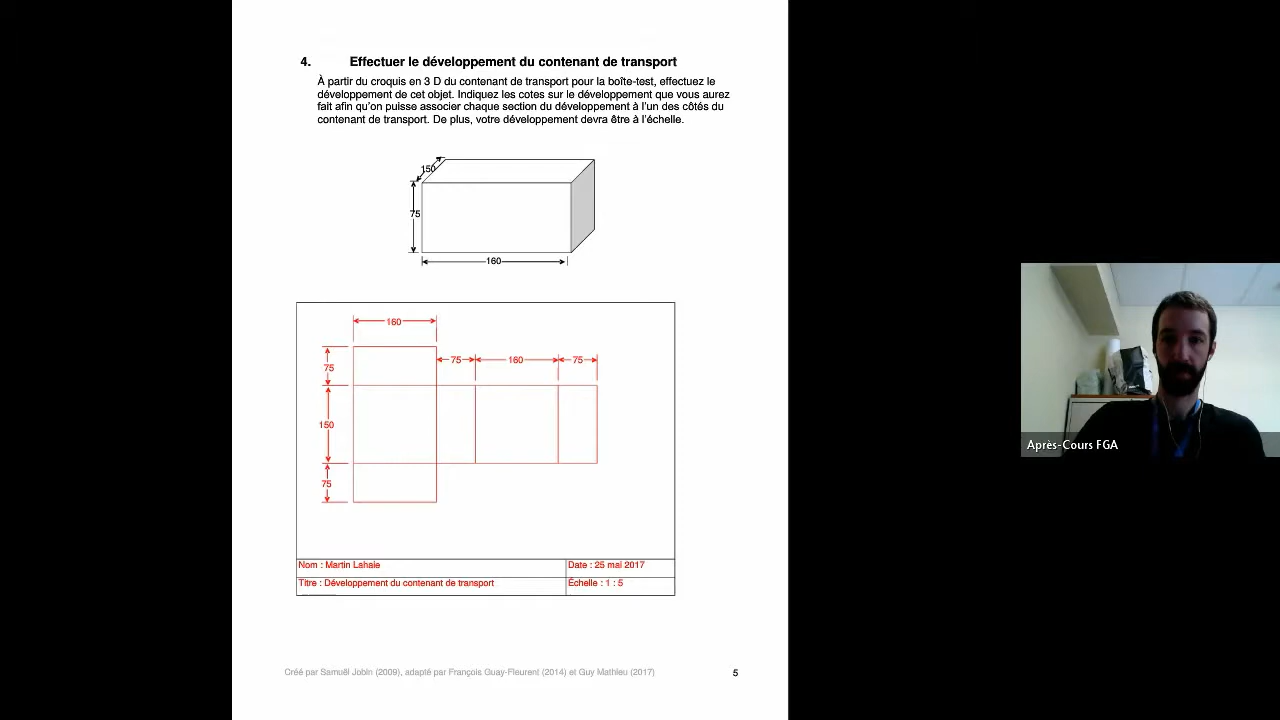 4. Effectuer le développement du contenant de transport
À partir du croquis en 3 D du contenant de transport pour la boîte-test, effectuez le
développement de cet objet. Indiquez les cotes sur le développement que vous aurez
fait afin qu'on puisse associer chaque section du développement à l'un des côtés du
contenant de transport. De plus, votre développement devra être à l'échelle.
150
75
160
160
75 160 75
75
150
75
Nom : Martin Lahaie
Date : 25 mai 2017
Titre : Développement du contenant de transport
Échelle : 1 : 5
Créé par Samuël Jobin (2009), adapté par François Guay-Fleurent (2014) et Guy Mathieu (2017)
5
Après-Cours FGA